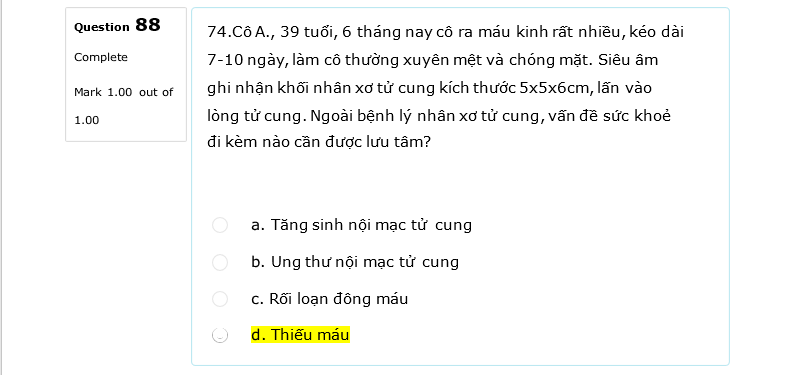 Question 88
Complete
Mark 1.00 out of
1.00
74.Cô A., 39 tuổi, 6 tháng nay cô ra máu kinh rất nhiều, kéo dài
7-10 ngày, làm cô thường xuyên mệt và chóng mặt. Siêu âm
ghi nhận khối nhân xơ tử cung kích thước 5x5x6cm, lấn vào
lòng tử cung. Ngoài bệnh lý nhân xơ tử cung, vấn đề sức khoẻ
đi kèm nào cần được lưu tâm?
a. Tăng sinh nội mạc tử cung
b. Ung thư nội mạc tử cung
c. Rối loạn đông máu
d. Thiếu máu